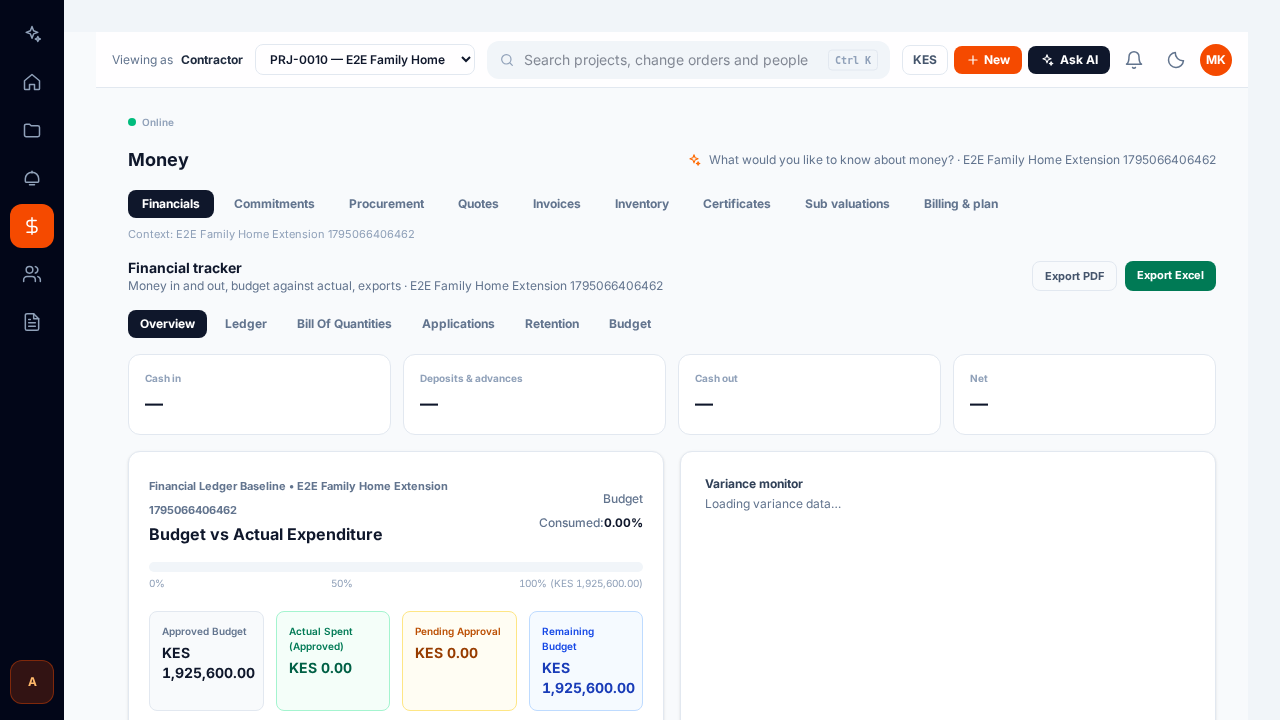 Viewing as Contractor PRJ-0010 — E2E Family Home Search projects, change orders and people Ctrl K KES New Ask AI MK
Online
Money
What would you like to know about money? · E2E Family Home Extension 1795066406462
Financials Commitments Procurement Quotes Invoices Inventory Certificates Sub valuations Billing & plan
Context: E2E Family Home Extension 1795066406462
Financial tracker
Money in and out, budget against actual, exports · E2E Family Home Extension 1795066406462
Export PDF Export Excel
Overview Ledger Bill Of Quantities Applications Retention Budget
Cash in Deposits & advances Cash out Net
— — — —
Financial Ledger Baseline • E2E Family Home Extension
1795066406462
Budget vs Actual Expenditure
Budget
Consumed:0.00%
0% 50% 100% (KES 1,925,600.00)
Approved Budget
KES
1,925,600.00
Actual Spent
(Approved)
KES 0.00
Pending Approval
KES 0.00
Remaining
Budget
KES
1,925,600.00
Variance monitor
Loading variance data…
A